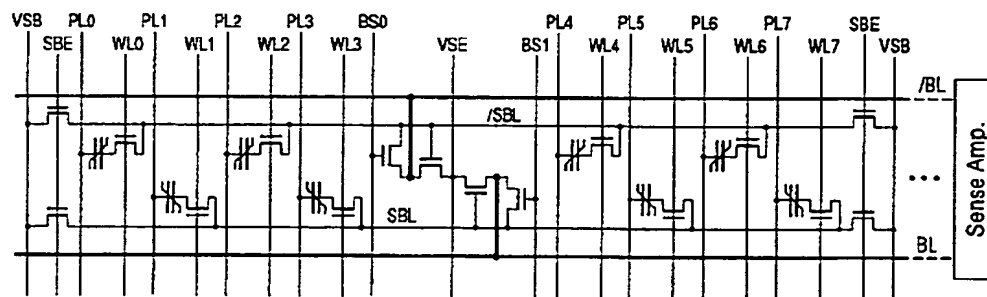 VSB PL0 PL1 PL2 PL3 BS0 PL4 PL5 PL6 PL7
SBE WL0 WL1 WL2 WL3 VSE BS1 WL4 WL5 WL6 WL7 SBE VSB
/BL
/SBL
SBL
BL
Sense Amp.